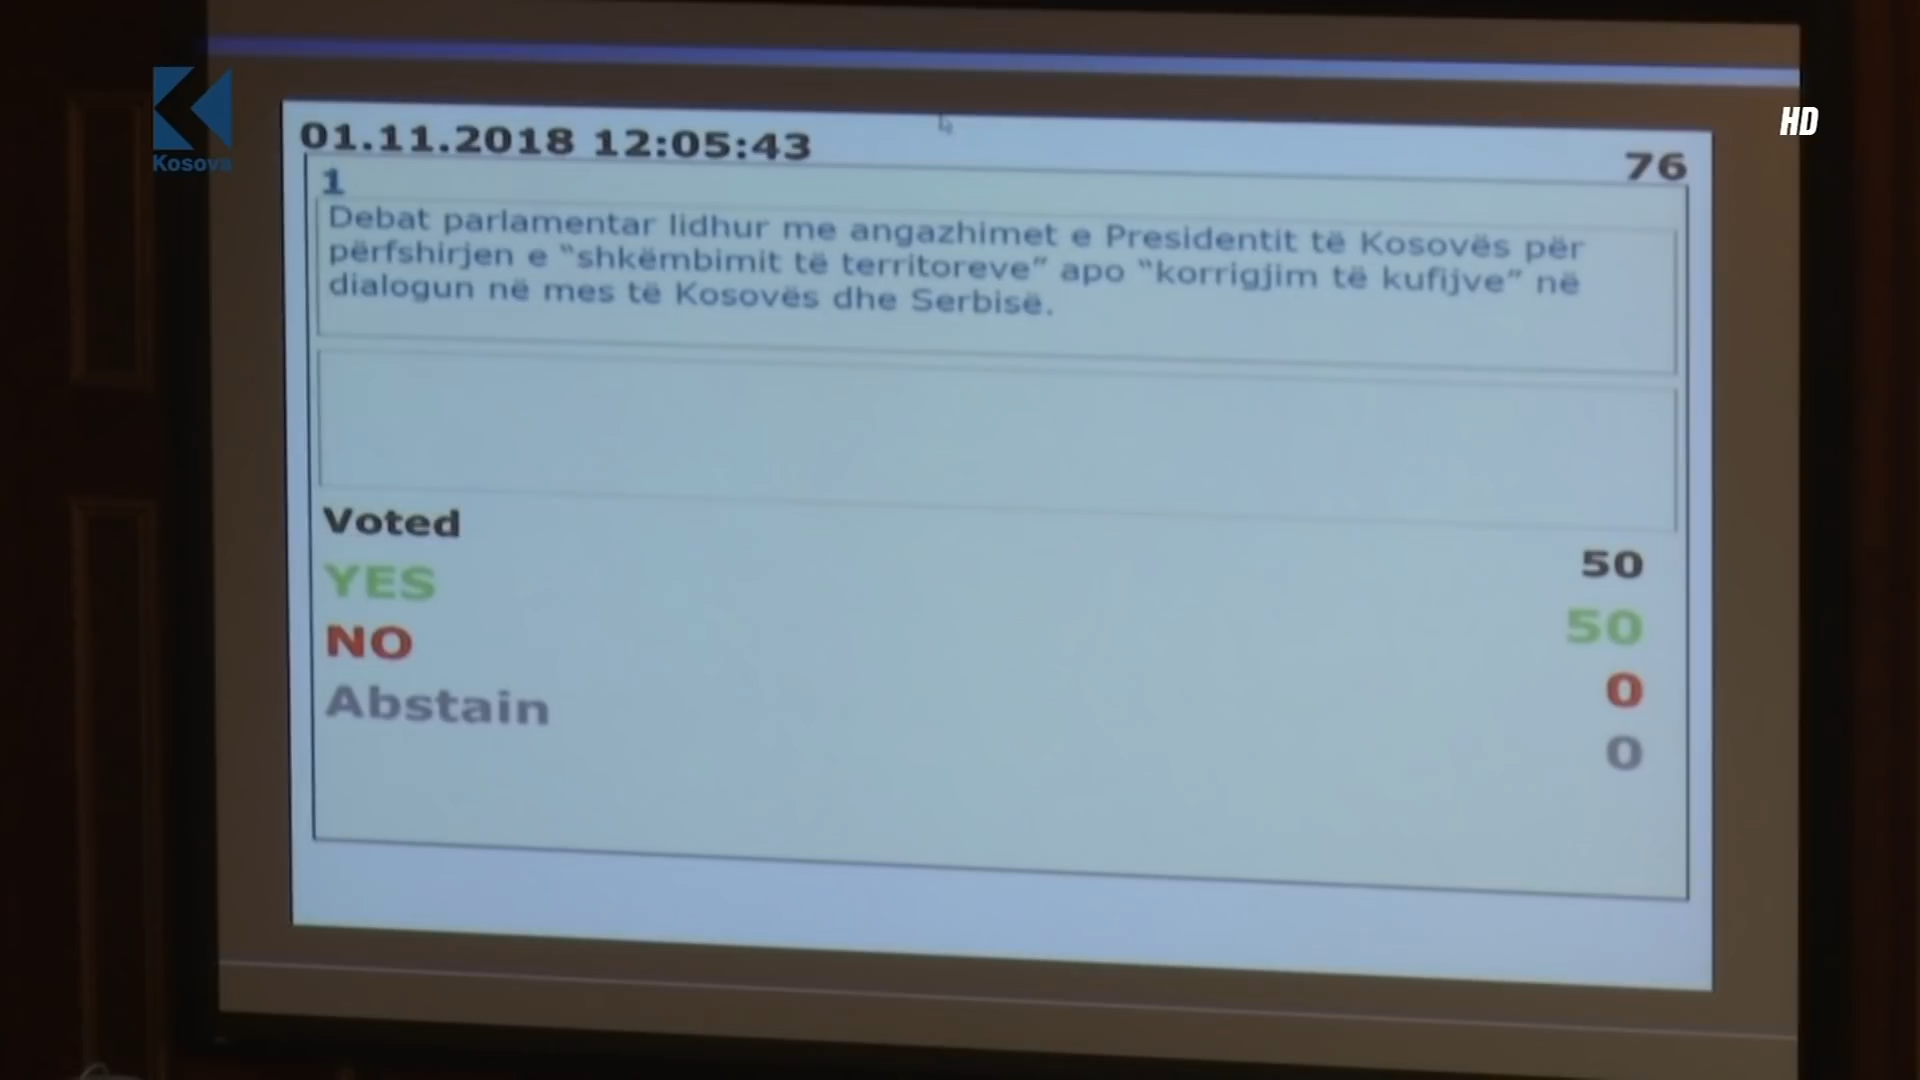 Kosova
HD
01.11.2018 12:05:43
76
1
Debat parlamentar lidhur me angazhimet e Presidentit të Kosovës për
përfshirjen e “shkëmbimit të territoreve” apo “korrigjim të kufijve” në
dialogun në mes të Kosovës dhe Serbisë.
Voted 50
YES 50
NO 0
Abstain 0